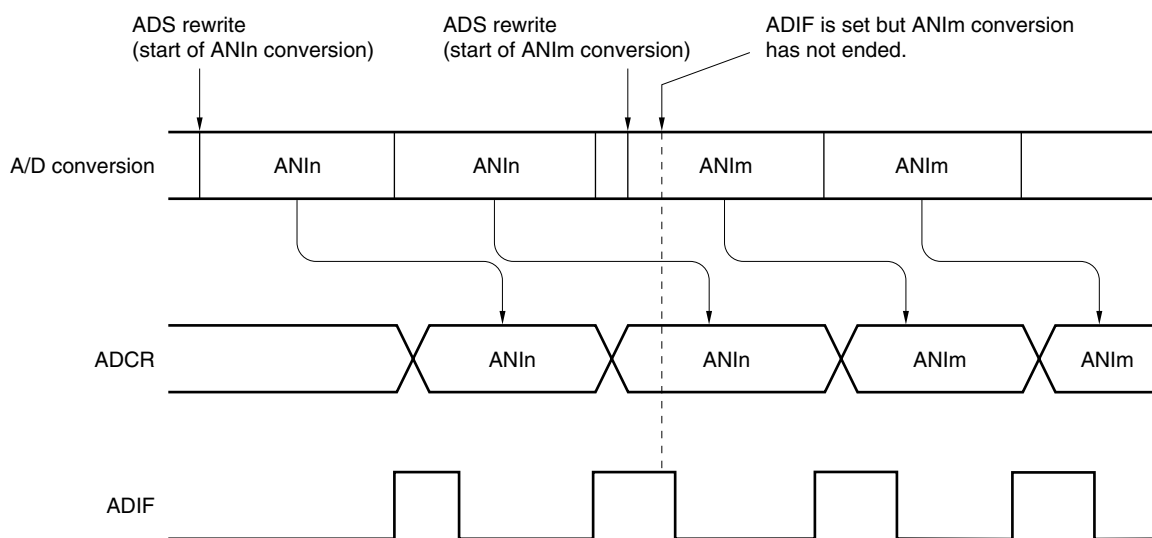 ADS rewrite
(start of ANIn conversion)
ADS rewrite
(start of ANIm conversion)
ADIF is set but ANIm conversion
has not ended.
A/D conversion
ANIn
ANIn
ANIm
ANIm
ADCR
ANIn
ANIn
ANIm
ANIm
ADIF